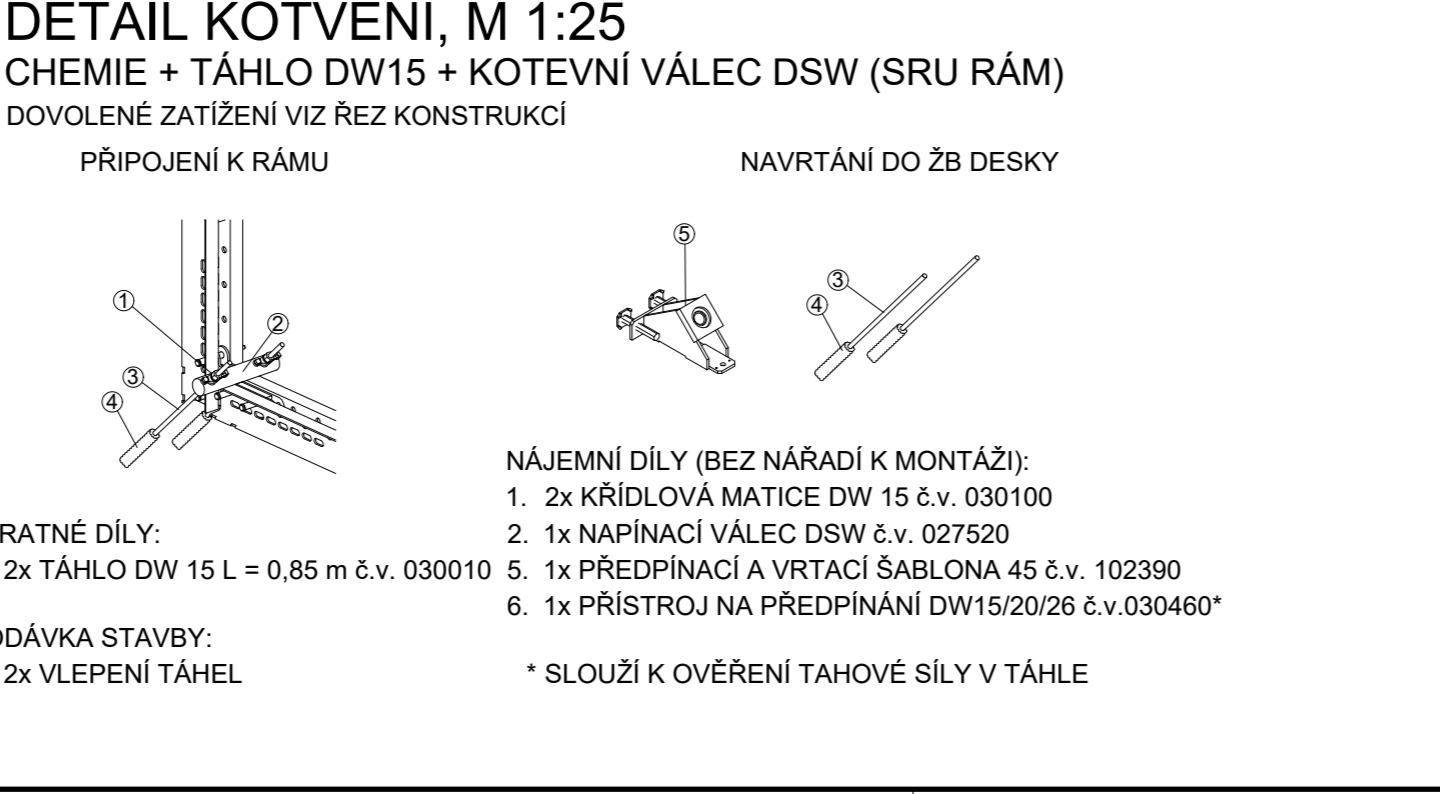 DETAIL KOTVENÍ, M 1:25
CHEMIE + TÁHLO DW15 + KOTEVNÍ VÁLEC DSW (SRU RÁM)
DOVOLENÉ ZATÍŽENÍ VIZ ŘEZ KONSTRUKCÍ
PŘIPOJENÍ K RÁMU
1
2
3
4
NAVRTÁNÍ DO ŽB DESKY
5
3
4
RATNÉ DÍLY:
2x TÁHLO DW 15 L = 0,85 m č.v. 030010
ODÁVKA STAVBY:
2x VLEPENÍ TÁHEL
NÁJEMNÍ DÍLY (BEZ NÁŘADÍ K MONTÁŽI):
1. 2x KŘÍDLOVÁ MATICE DW 15 č.v. 030100
2. 1x NAPÍNACÍ VÁLEC DSW č.v. 027520
5. 1x PŘEDPÍNACÍ A VRTACÍ ŠABLONA 45 č.v. 102390
6. 1x PŘÍSTROJ NA PŘEDPÍNÁNÍ DW15/20/26 č.v.030460*
* SLOUŽÍ K OVĚŘENÍ TAHOVÉ SÍLY V TÁHLE